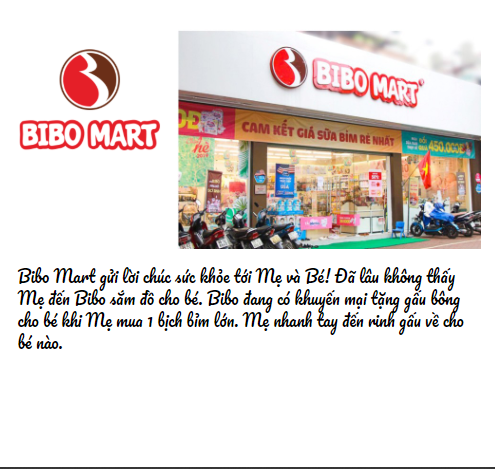 BIBO MART
BIBO MART
CAM KẾT GIÁ SỮA BỈM RẺ NHẤT
450.000Đ
Bibo Mart gửi lời chúc sức khỏe tới Mẹ và Bé! Đã lâu không thấy
Mẹ đến Bibo sắm đồ cho bé. Bibo đang có khuyến mại tặng gấu bông
cho bé khi Mẹ mua 1 bịch bỉm lớn. Mẹ nhanh tay đến rinh gấu về cho
bé nào.